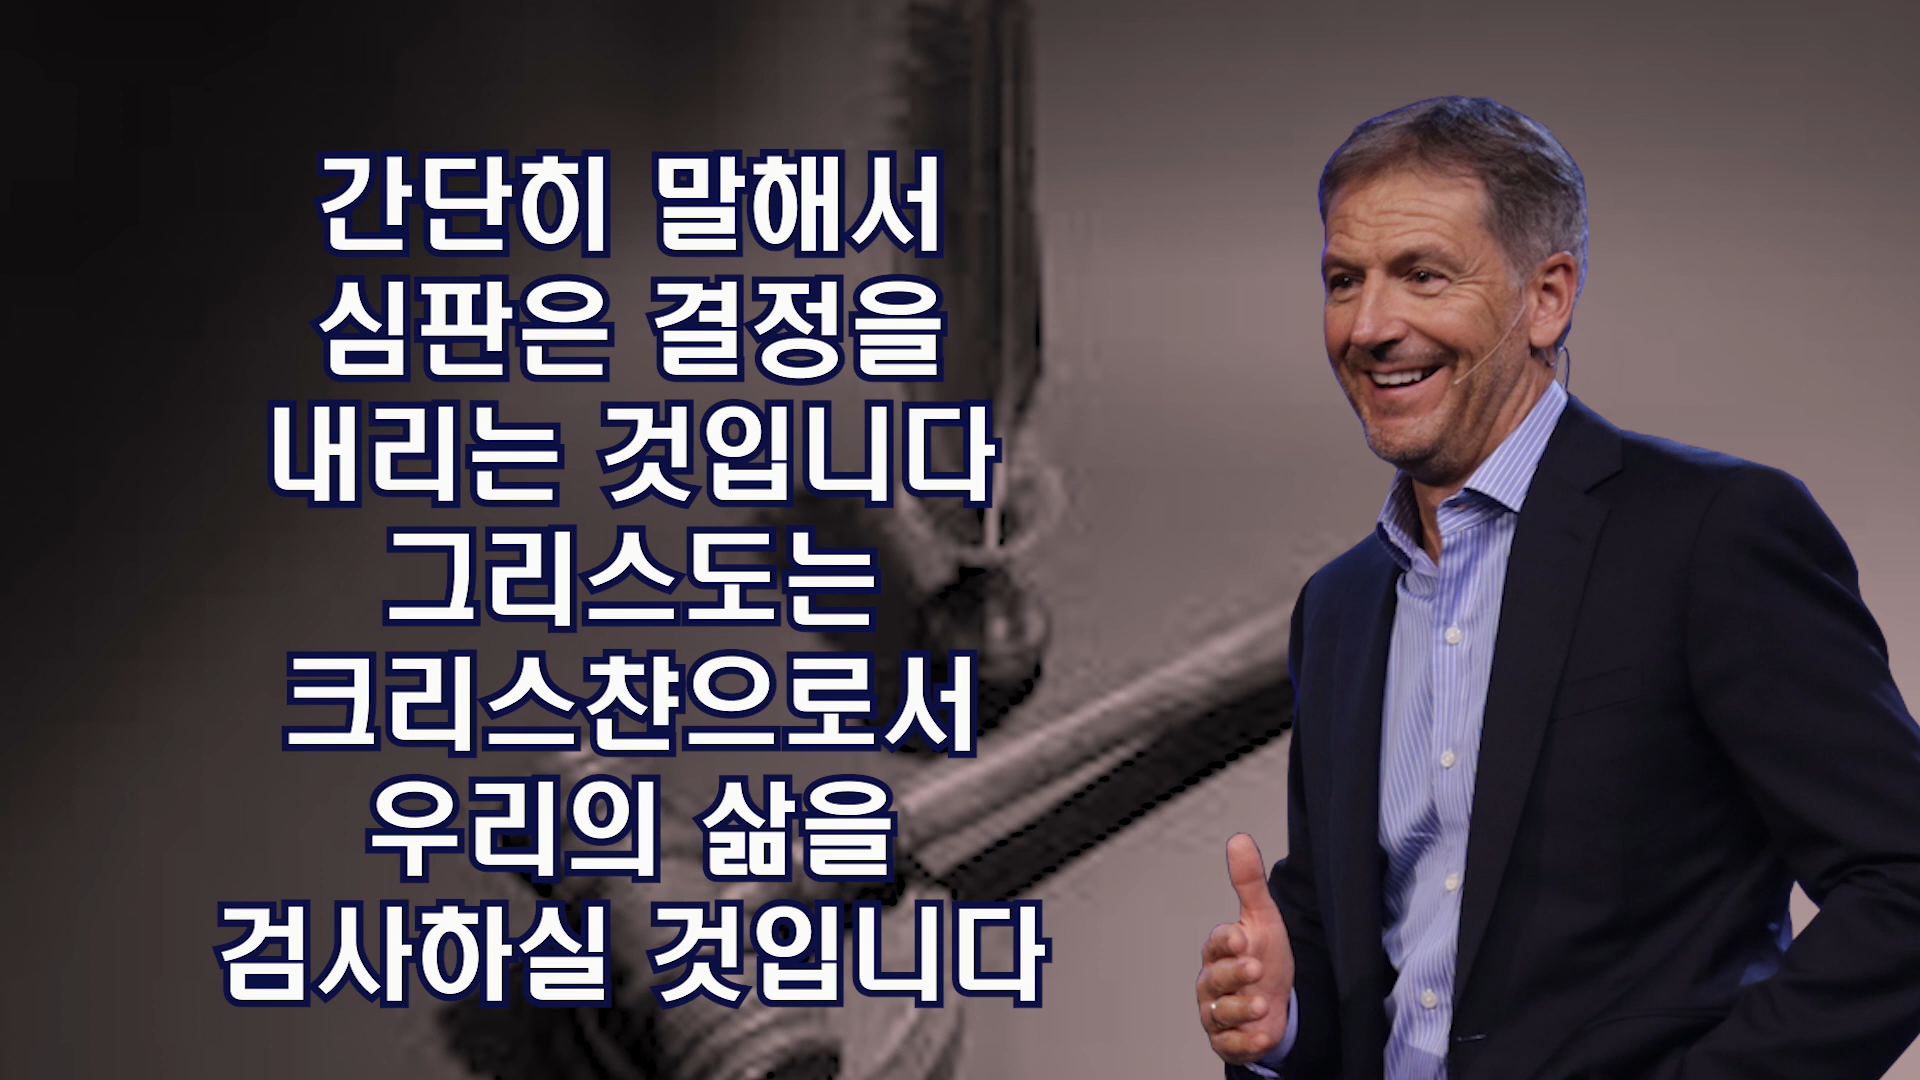 간단히 말해서
심판은 결정을
내리는 것입니다
그리스도는
크리스챤으로서
우리의 삶을
검사하실 것입니다